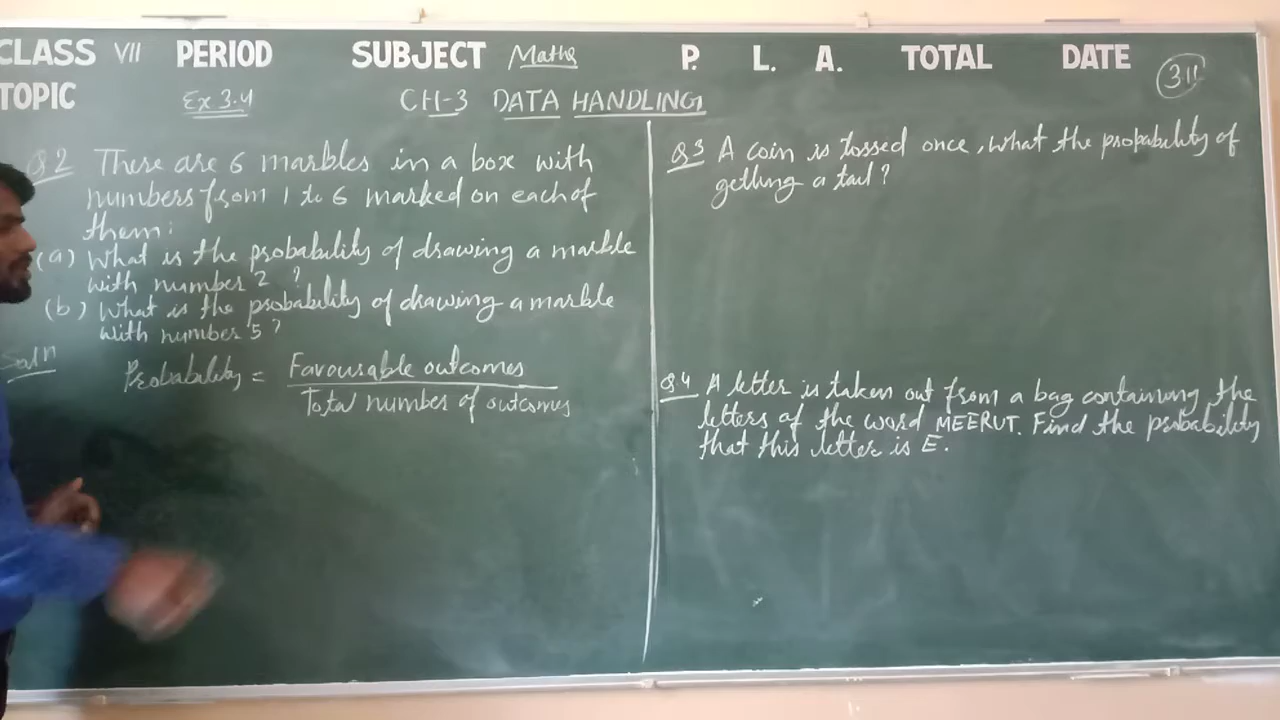 CLASS VII PERIOD SUBJECT Maths P. L. A. TOTAL DATE
TOPIC Ex 3.4 CH-3 DATA HANDLING 311
Q2 There are 6 marbles in a box with
numbers from 1 to 6 marked on each of
them:
(a) What is the probability of drawing a marble
with number 2 ?
(b) What is the probability of drawing a marble
with number 5 ?
Soln
Probability = Favourable outcomes
Total number of outcomes
Q3 A coin is tossed once, What the probability of
getting a tail ?
Q4 A letter is taken out from a bag containing the
letters of the word MEERUT. Find the probability
that this letter is E.